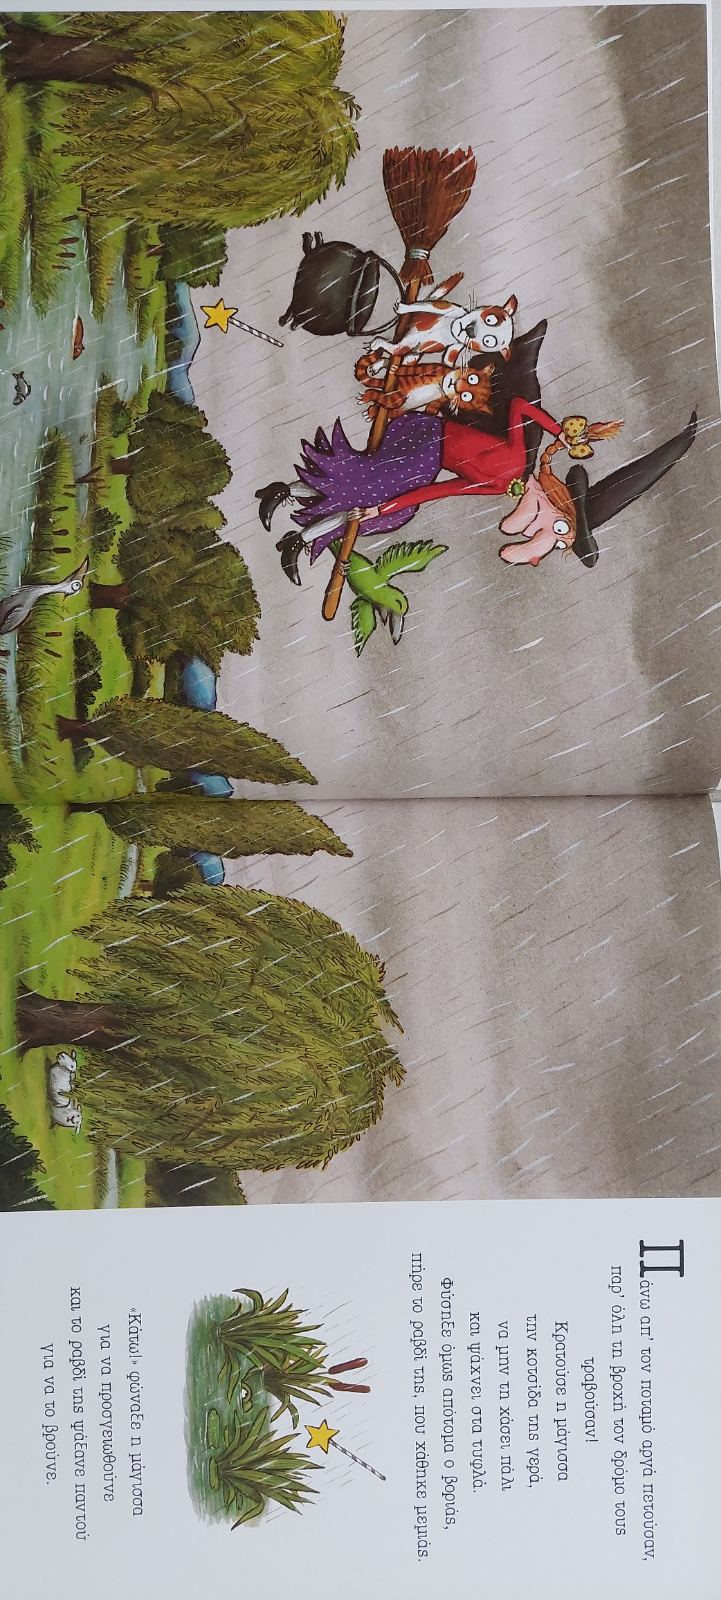 Πάνω απ' τον ποταμό αργά πετούσαν,
παρ' όλη τη βροχή τον δρόμο τους
τραβούσαν!
Κρατούσε η μάγισσα
την κοτσίδα της γερά,
να μην τη χάσει πάλι
και ψάχνει στα τυφλά.
Φύσηξε όμως απότομα ο βοριάς,
πήρε το ραβδί της, που χάθηκε μεμιάς.
«Κάτω!» φώναξε η μάγισσα
για να προσγειωθούνε
και το ραβδί της ψάξανε παντού
για να το βρούνε.